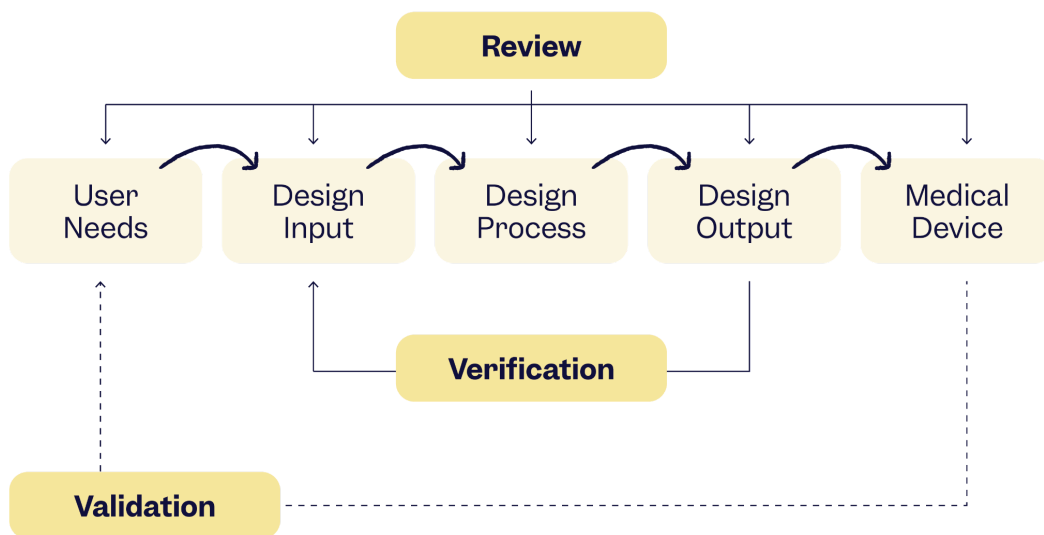 Review
User
Needs
Design
Input
Design
Process
Design
Output
Medical
Device
Verification
Validation